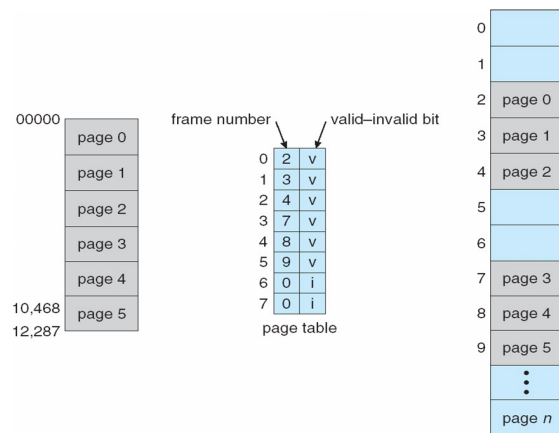 00000
page 0
page 1
page 2
page 3
page 4
page 5
10,468
12,287
frame number
valid–invalid bit
0 2 v
1 3 v
2 4 v
3 7 v
4 8 v
5 9 v
6 0 i
7 0 i
page table
0
1
2 page 0
3 page 1
4 page 2
5
6
7 page 3
8 page 4
9 page 5
page n